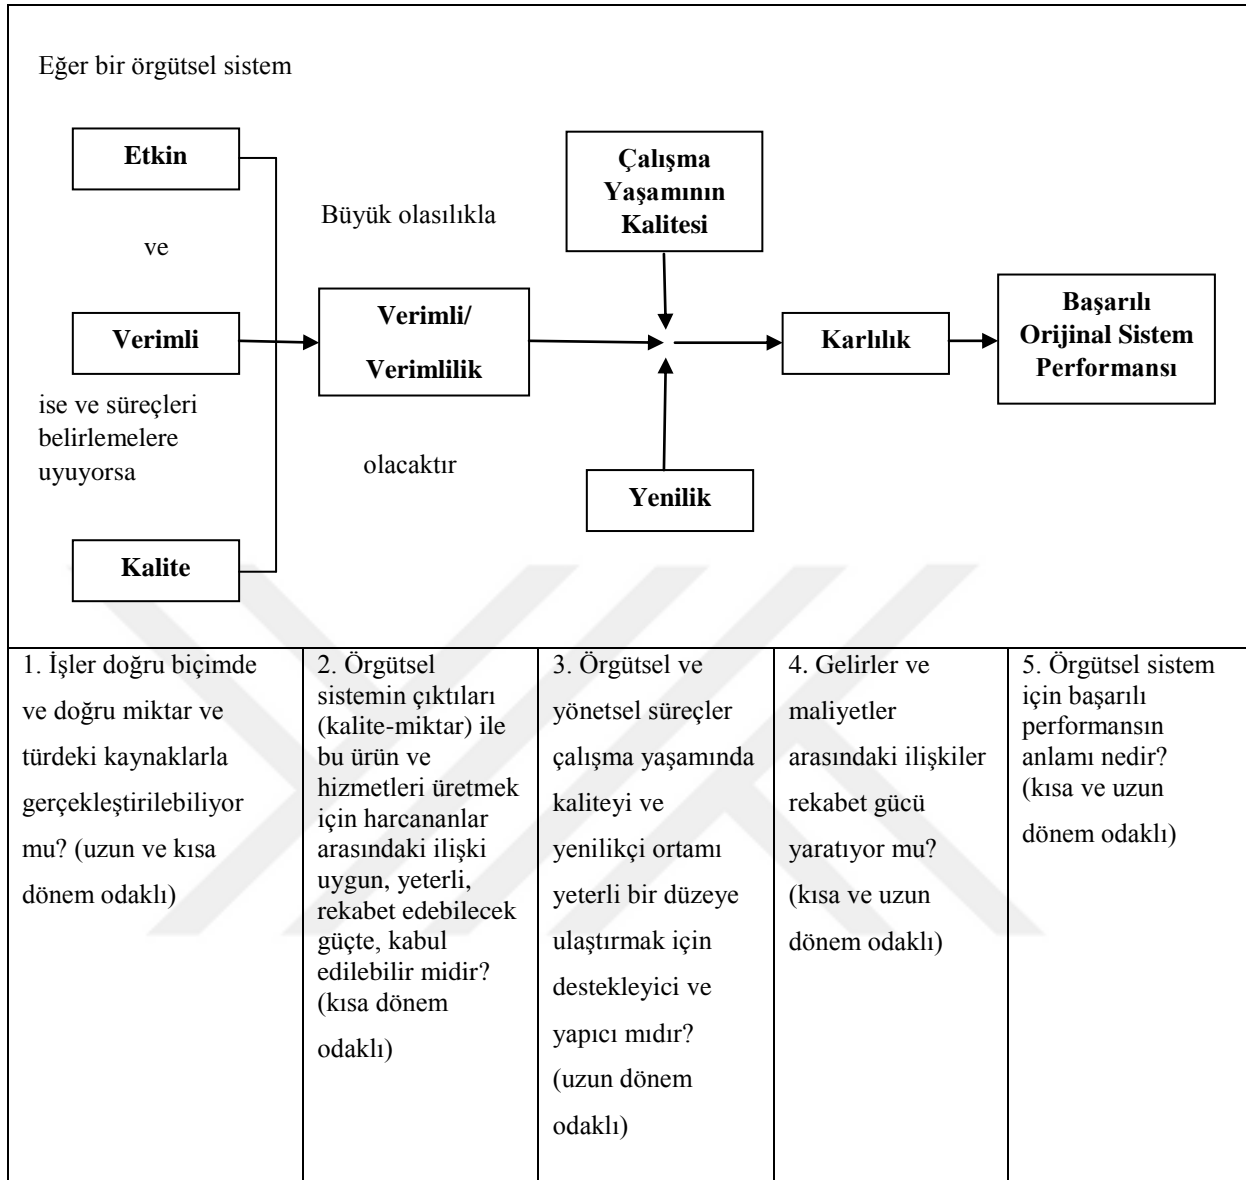 Eğer bir örgütsel sistem
Etkin
ve
Verimli
ise ve süreçleri
belirlemelere
uyuyorsa
Kalite
Büyük olasılıkla
Verimli/
Verimlilik
olacaktır
Çalışma
Yaşamının
Kalitesi
Yenilik
Karlılık
Başarılı
Orijinal Sistem
Performansı
1. İşler doğru biçimde
ve doğru miktar ve
türdeki kaynaklarla
gerçekleştirilebiliyor
mu? (uzun ve kısa
dönem odaklı)
2. Örgütsel
sistemin çıktıları
(kalite-miktar) ile
bu ürün ve
hizmetleri üretmek
için harcananlar
arasındaki ilişki
uygun, yeterli,
rekabet edebilecek
güçte, kabul
edilebilir midir?
(kısa dönem
odaklı)
3. Örgütsel ve
yönetsel süreçler
çalışma yaşamında
kaliteyi ve
yenilikçi ortamı
yeterli bir düzeye
ulaştırmak için
destekleyici ve
yapıcı mıdır?
(uzun dönem
odaklı)
4. Gelirler ve
maliyetler
arasındaki ilişkiler
rekabet gücü
yaratıyor mu?
(kısa ve uzun
dönem odaklı)
5. Örgütsel sistem
için başarılı
performansın
anlamı nedir?
(kısa ve uzun
dönem odaklı)